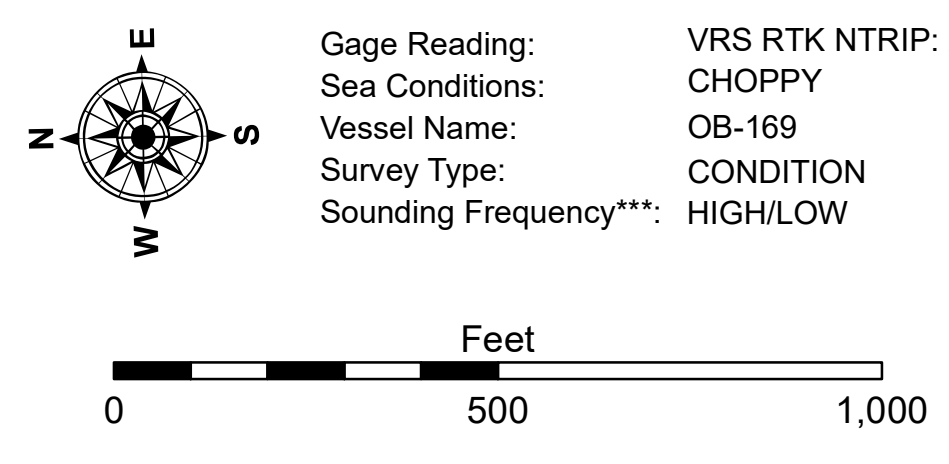 E
N
S
W
Gage Reading: VRS RTK NTRIP:
Sea Conditions: CHOPPY
Vessel Name: OB-169
Survey Type: CONDITION
Sounding Frequency***: HIGH/LOW
Feet
0 500 1,000